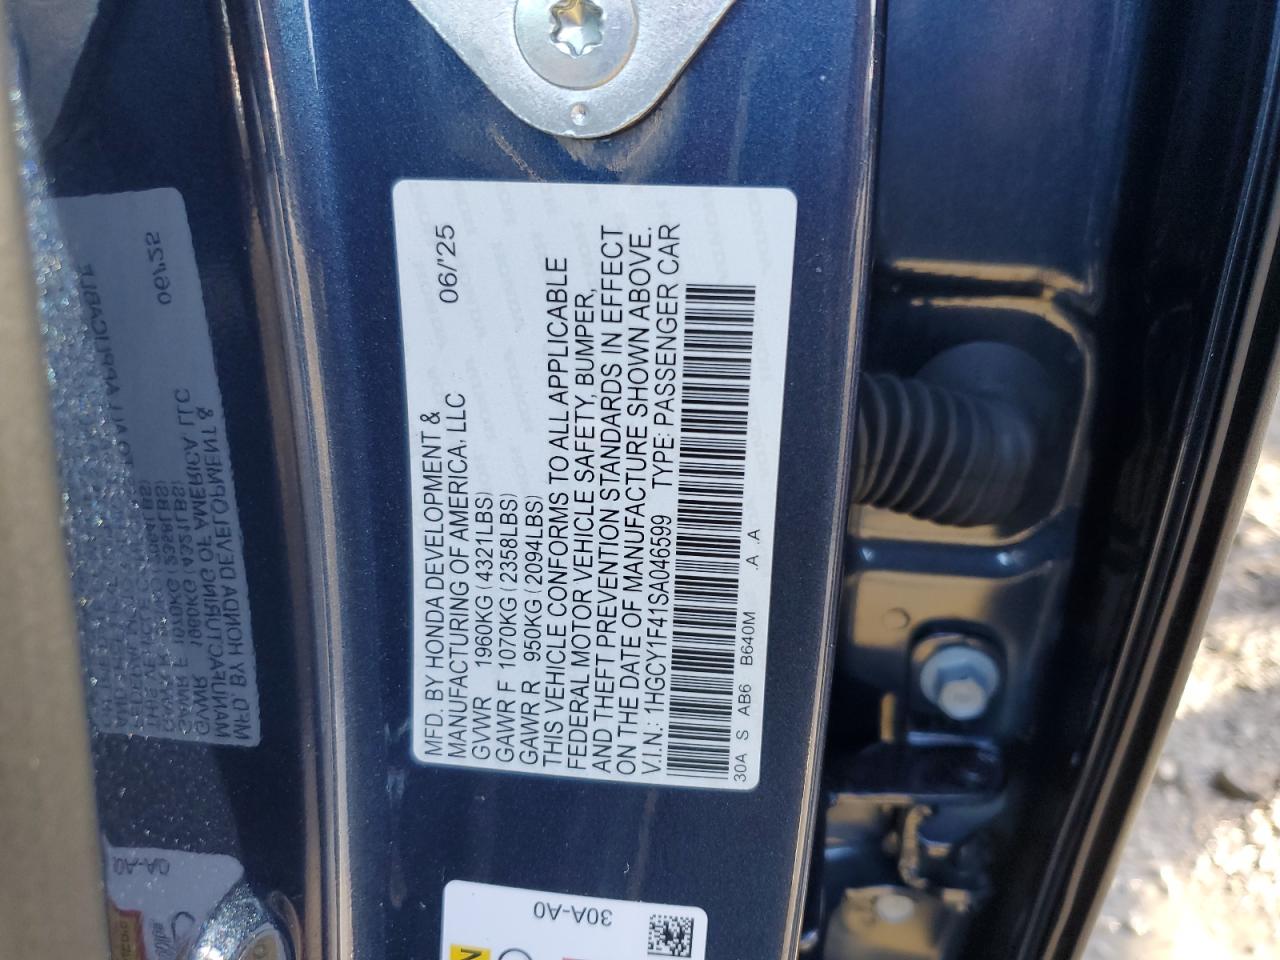 MFD. BY HONDA DEVELOPMENT &
MANUFACTURING OF AMERICA, LLC 06/'25
GVWR 1960KG (4321LBS)
GAWR F 1070KG (2358LBS)
GAWR R 950KG (2094LBS)
THIS VEHICLE CONFORMS TO ALL APPLICABLE
FEDERAL MOTOR VEHICLE SAFETY, BUMPER,
AND THEFT PREVENTION STANDARDS IN EFFECT
ON THE DATE OF MANUFACTURE SHOWN ABOVE.
V.I.N.: 1HGCY1F41SA046599 TYPE: PASSENGER CAR
30A S AB6 B640M .A .A
30A-A0